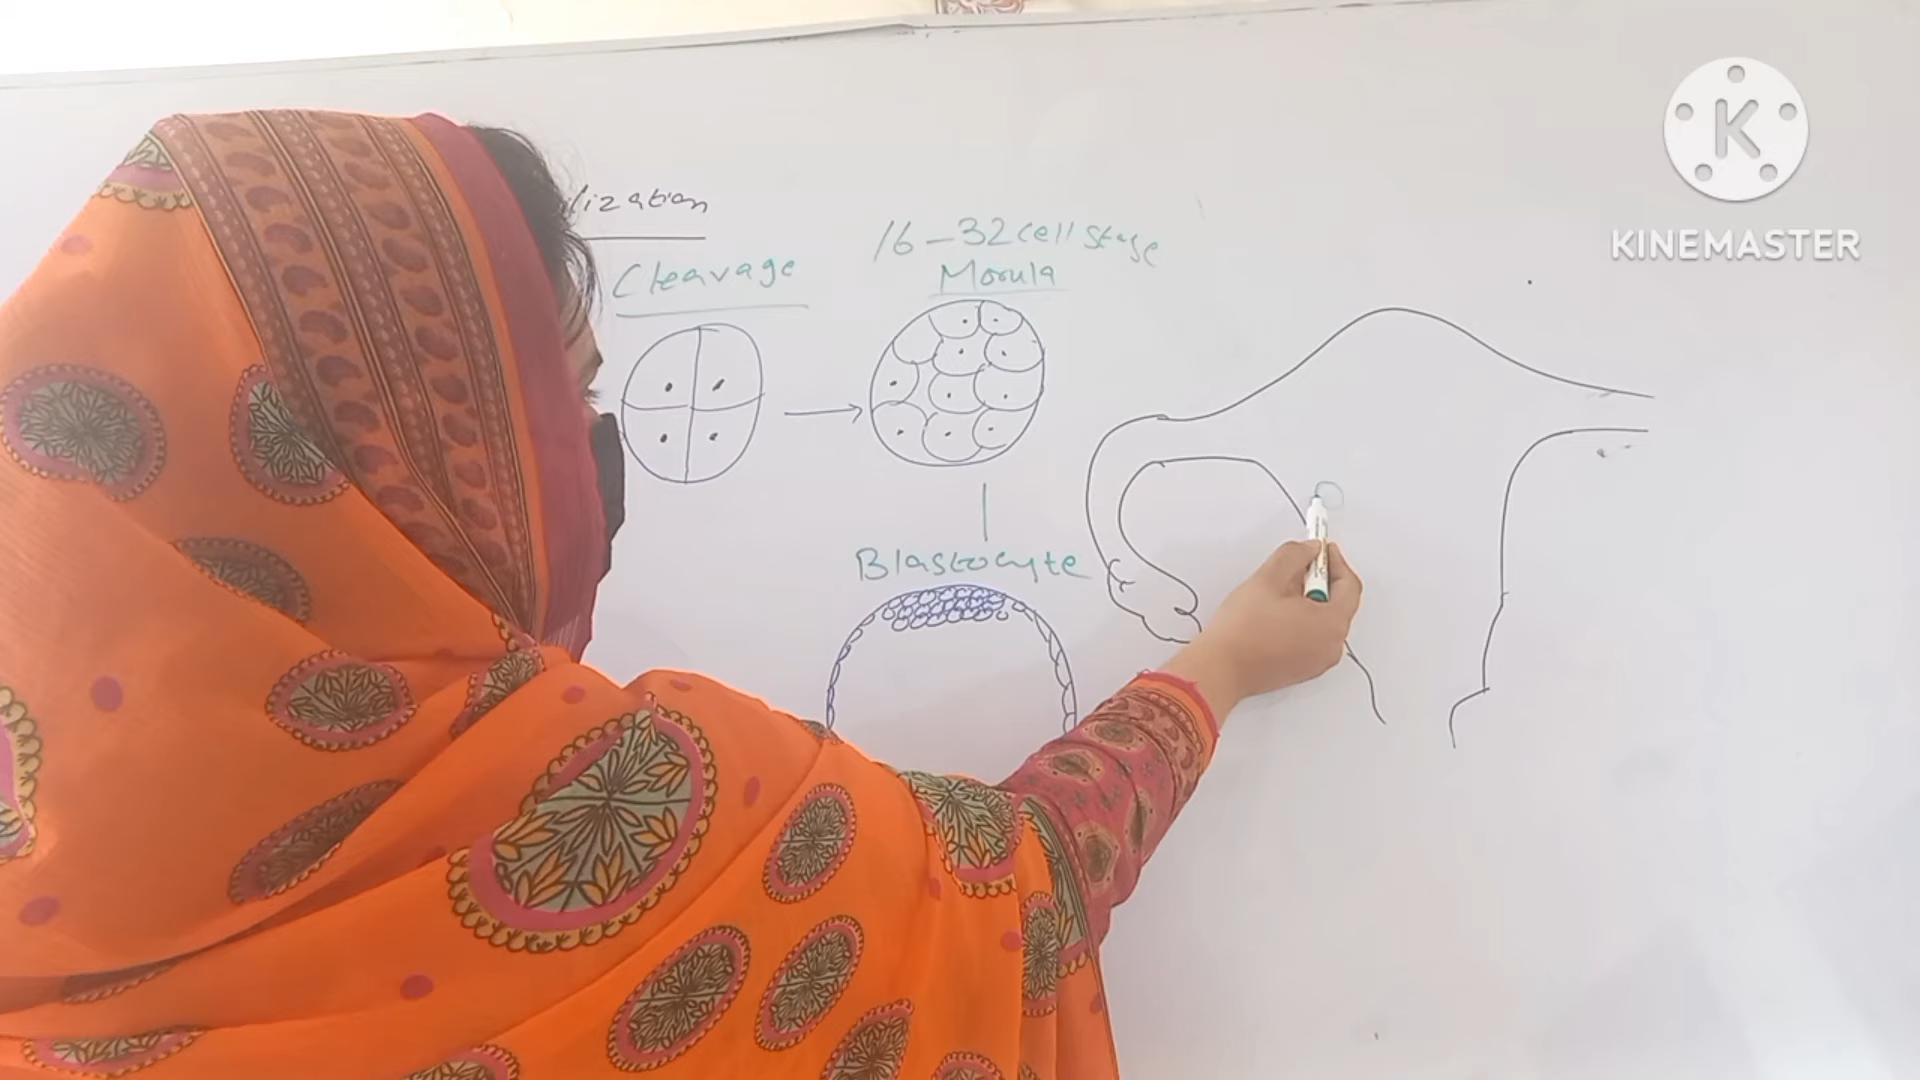 lization
Cleavage
16-32 cell stage
Morula
Blastocyte
K
KINEMASTER